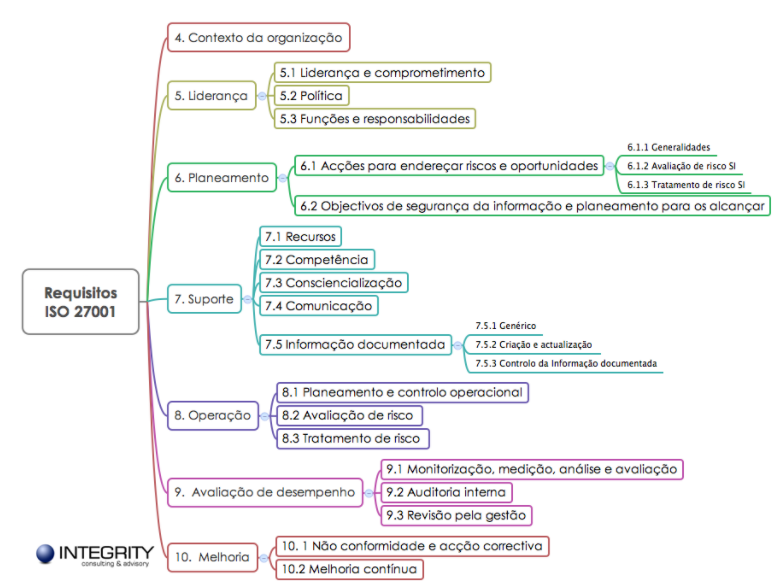 4. Contexto da organização
5. Liderança
5.1 Liderança e comprometimento
5.2 Política
5.3 Funções e responsabilidades
6. Planeamento
6.1 Acções para endereçar riscos e oportunidades
6.1.1 Generalidades
6.1.2 Avaliação de risco SI
6.1.3 Tratamento de risco SI
6.2 Objectivos de segurança da informação e planeamento para os alcançar
Requisitos
ISO 27001
7. Suporte
7.1 Recursos
7.2 Competência
7.3 Consciencialização
7.4 Comunicação
7.5 Informação documentada
7.5.1 Genérico
7.5.2 Criação e actualização
7.5.3 Controlo da Informação documentada
8. Operação
8.1 Planeamento e controlo operacional
8.2 Avaliação de risco
8.3 Tratamento de risco
9. Avaliação de desempenho
9.1 Monitorização, medição, análise e avaliação
9.2 Auditoria interna
9.3 Revisão pela gestão
10. Melhoria
10. 1 Não conformidade e acção correctiva
10.2 Melhoria contínua
INTEGRITY
consulting & advisory